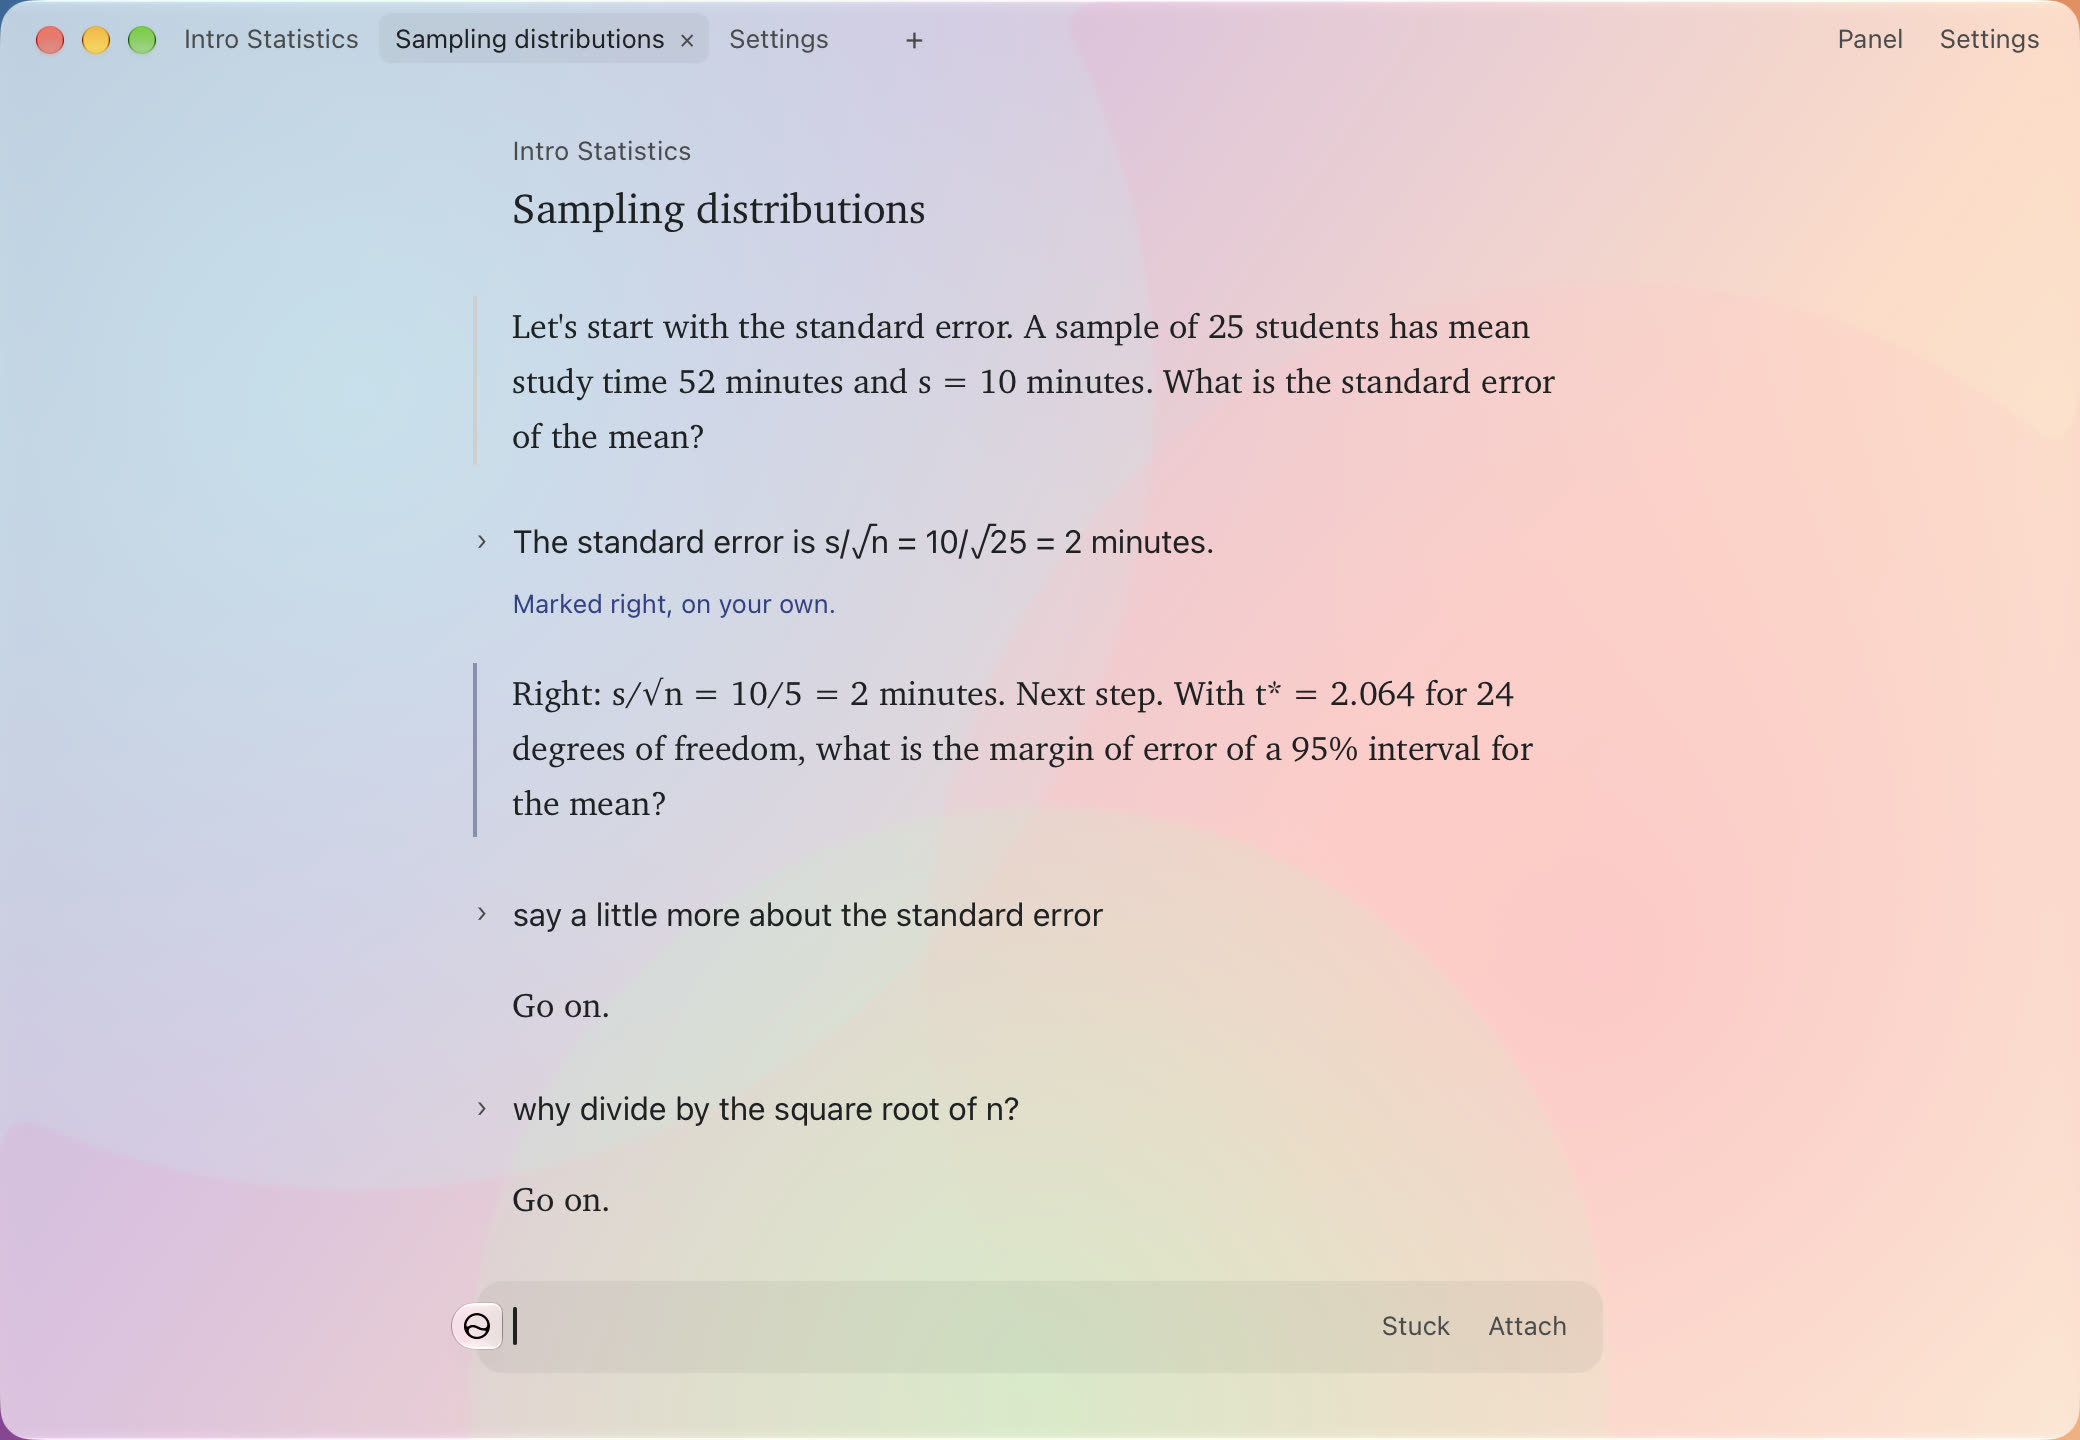 Intro Statistics
Sampling distributions ×
Settings
+
Panel
Settings
Intro Statistics
Sampling distributions
Let's start with the standard error. A sample of 25 students has mean
study time 52 minutes and s = 10 minutes. What is the standard error
of the mean?
› The standard error is s/√n = 10/√25 = 2 minutes.
Marked right, on your own.
Right: s/√n = 10/5 = 2 minutes. Next step. With t* = 2.064 for 24
degrees of freedom, what is the margin of error of a 95% interval for
the mean?
› say a little more about the standard error
Go on.
› why divide by the square root of n?
Go on.
Stuck
Attach